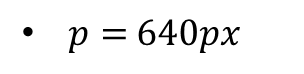 • p = 640px